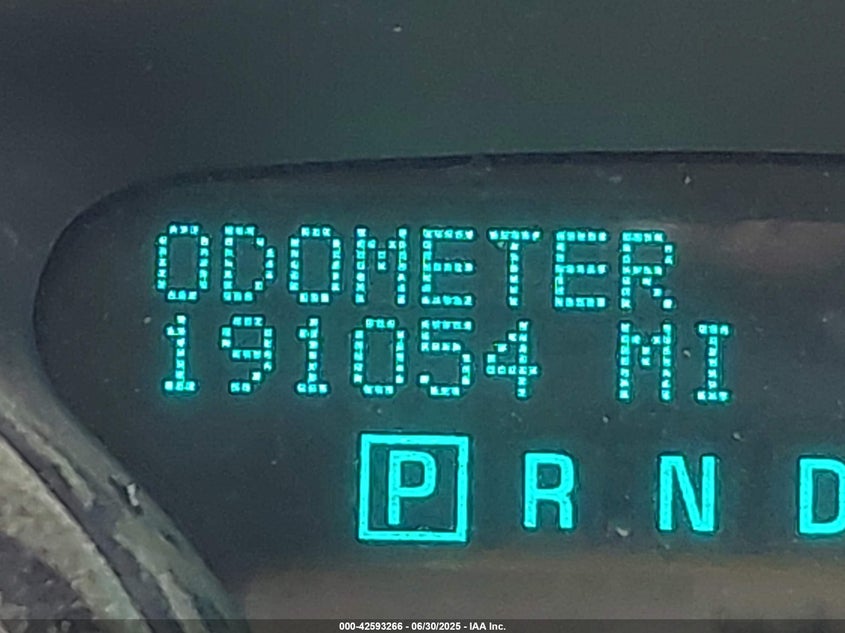 ODOMETER
191054 MI
P R N D
000-42593266 - 06/30/2025 - IAA Inc.